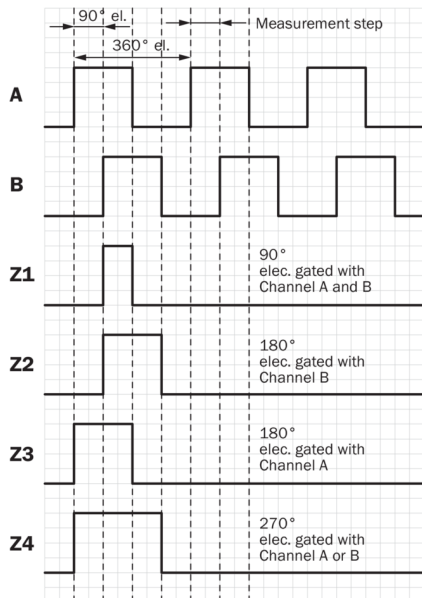 90° el.
Measurement step
360° el.
A
B
Z1
90°
elec. gated with
Channel A and B
Z2
180°
elec. gated with
Channel B
Z3
180°
elec. gated with
Channel A
Z4
270°
elec. gated with
Channel A or B